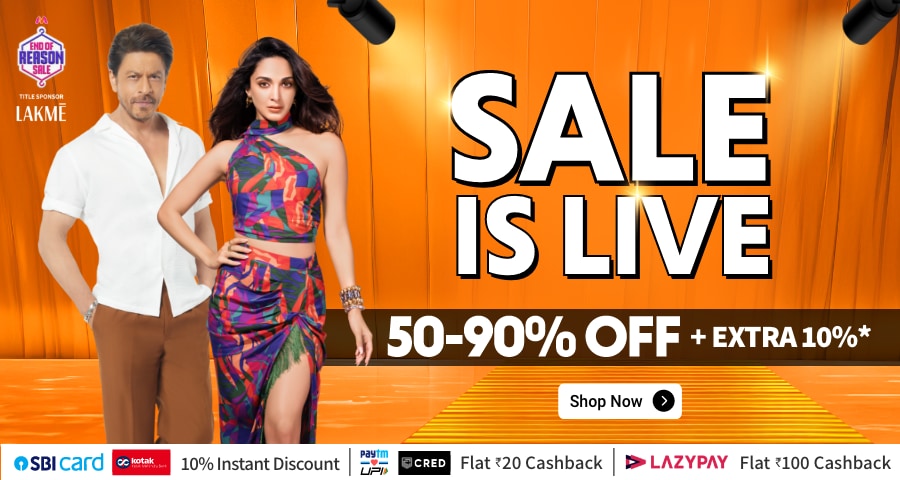 END OF
REASON
SALE
TITLE SPONSOR
LAKMĒ
SALE
IS LIVE
50-90% OFF + EXTRA 10%*
Shop Now
SBI card kotak 10% Instant Discount paytm UPI CRED Flat ₹20 Cashback LAZYPAY Flat ₹100 Cashback